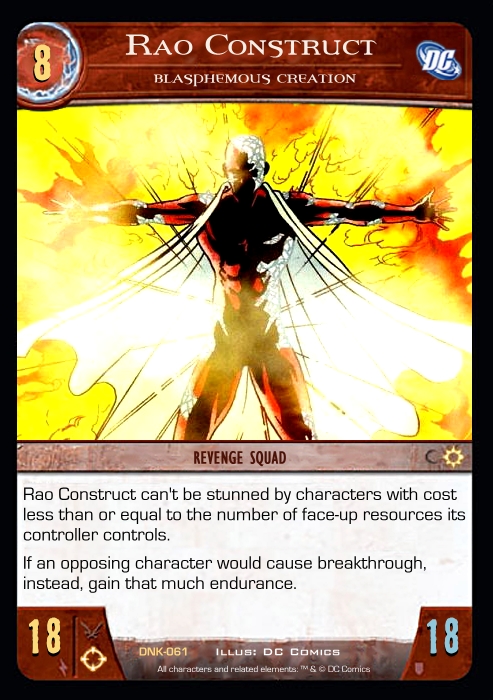 8
Rao Construct
Blasphemous Creation
DC
REVENGE SQUAD
Rao Construct can't be stunned by characters with cost
less than or equal to the number of face-up resources its
controller controls.
If an opposing character would cause breakthrough,
instead, gain that much endurance.
18
DNK-061 Illus: DC Comics
18
All characters and related elements: ™ & © DC Comics